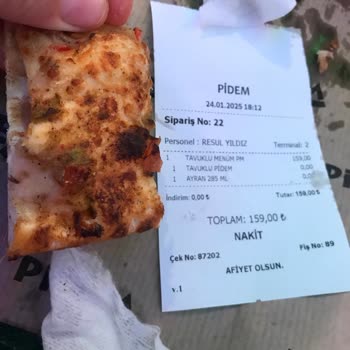 PİDEM
24.01.2025 18:12
Sipariş No: 22
Personel : RESUL YILDIZ Terminal: 2
1 TAVUKLU MENÜM PM 159,00
1 TAVUKLU PİDEM 0,00
1 AYRAN 285 ML 0,00
İndirim: 0,00 ₺ Tutar: 159,00 ₺
TOPLAM: 159,00 ₺
NAKİT
Çek No: 87202 Fiş No: 89
AFİYET OLSUN.
v.1